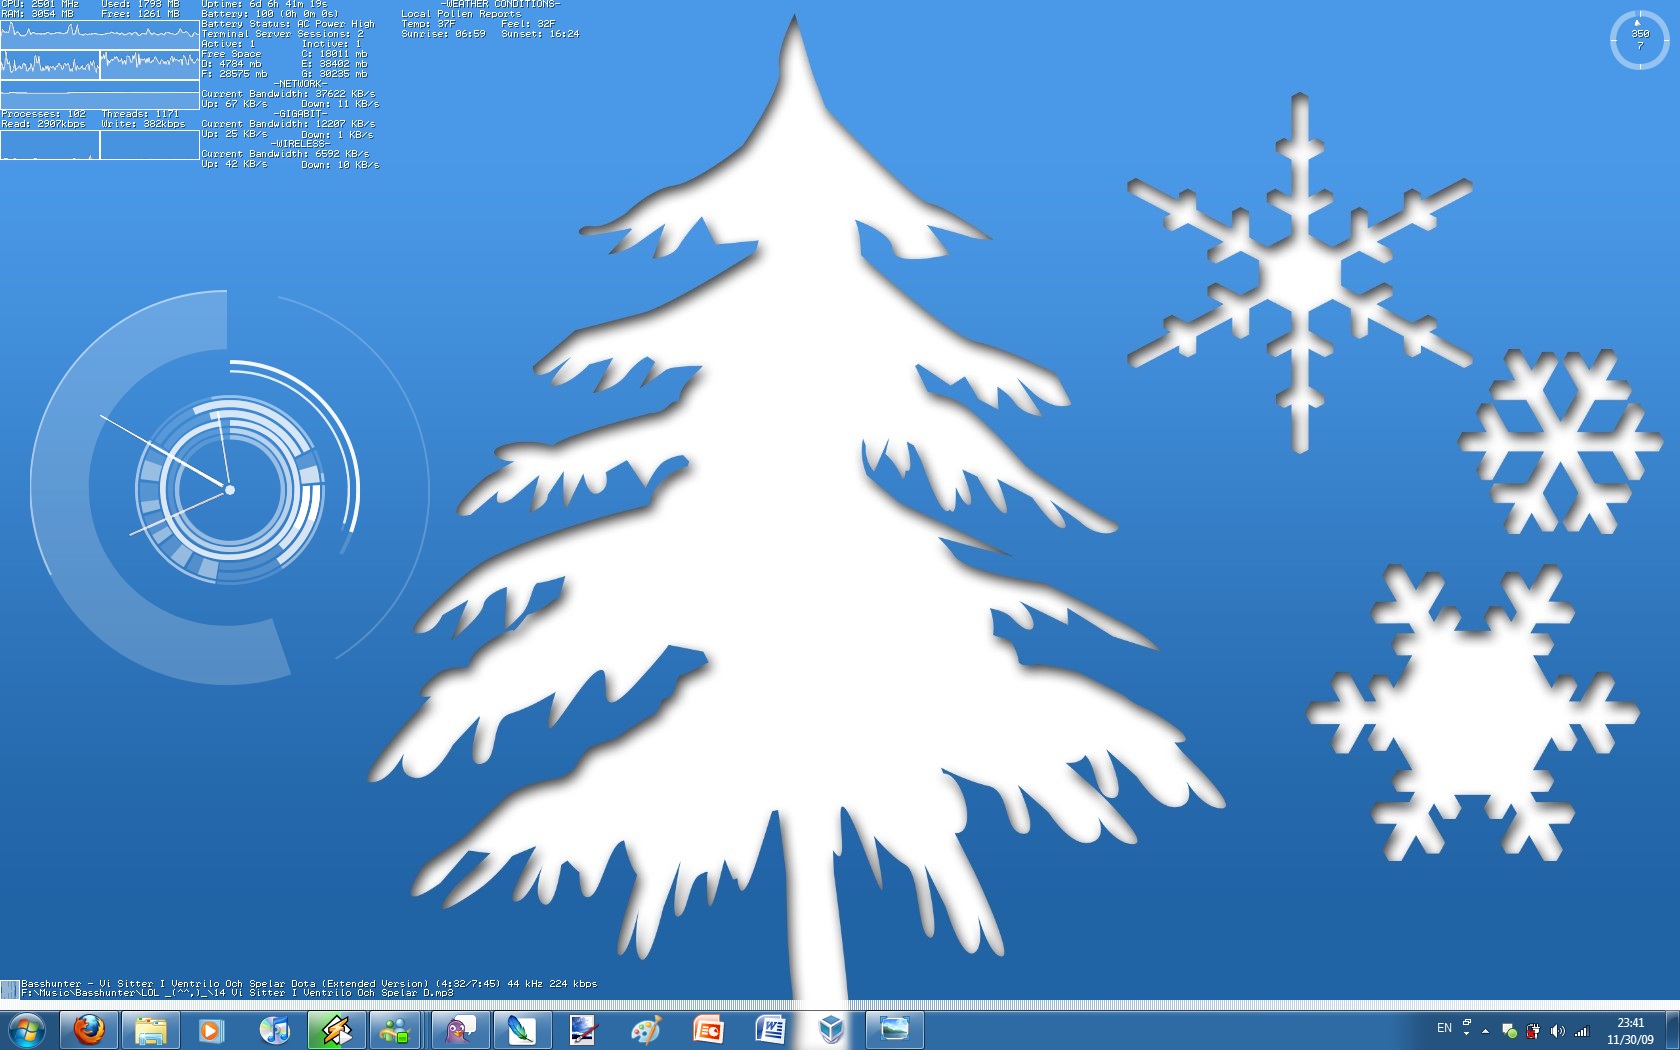 CPU: 2501 MHz Used: 1793 MB Uptime: 6d 6h 41m 19s
RAM: 3054 MB Free: 1261 MB Battery: 100 (0h 0m 0s)
Battery Status: AC Power High
Terminal Server Sessions: 2
Active: 1 Inctive: 1
Free Space C: 18011 mb
D: 4784 mb E: 38402 mb
F: 28575 mb G: 30235 mb
-NETWORK-
Current Bandwidth: 37622 KB/s
Up: 67 KB/s Down: 11 KB/s
Processes: 102 Threads: 1171
Read: 2907kbps Write: 382kbps
-GIGABIT-
Current Bandwidth: 12207 KB/s
Up: 25 KB/s Down: 1 KB/s
-WIRELESS-
Current Bandwidth: 6592 KB/s
Up: 42 KB/s Down: 10 KB/s
-WEATHER CONDITIONS-
Local Pollen Reports
Temp: 37F Feel: 32F
Sunrise: 06:59 Sunset: 16:24
350
7
Basshunter - Vi Sitter I Ventrilo Och Spelar Dota (Extended Version) (4:32/7:45) 44 kHz 224 kbps
F:\Music\Basshunter\LOL _(^^,)_\14 Vi Sitter I Ventrilo Och Spelar D.mp3
EN
23:41
11/30/09